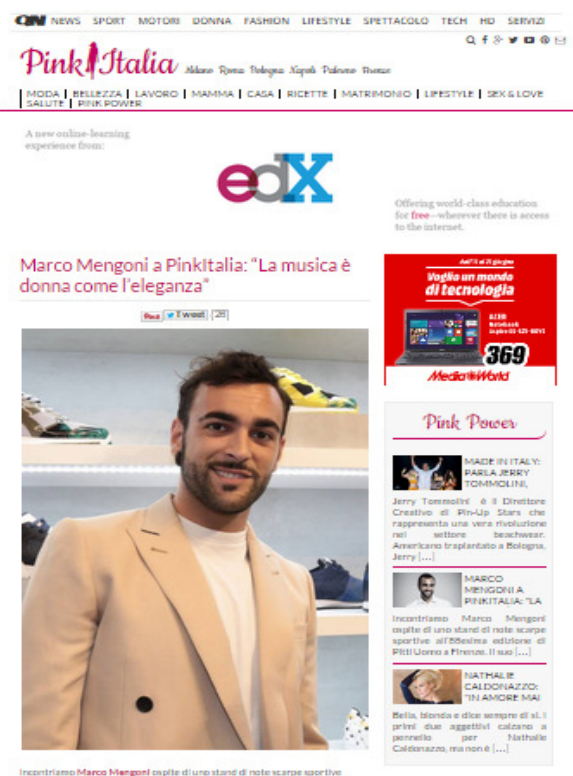 QN NEWS SPORT MOTORI DONNA FASHION LIFESTYLE SPETTACOLO TECH HD SERVIZI
Pink Italia Milano Roma Bologna Napoli Palermo Firenze
MODA | BELLEZZA | LAVORO | MAMMA | CASA | RICETTE | MATRIMONIO | LIFESTYLE | SEX & LOVE
SALUTE | PINK POWER
A new online-learning
experience from:
edX
Offering world-class education
for free—wherever there is access
to the internet.
Marco Mengoni a PinkItalia: “La musica è
donna come l’eleganza”
Tweet 28
Voglio un mondo
di tecnologia
ACER
Notebook
369
Media World
Pink Power
MADE IN ITALY:
PARLA JERRY
TOMMOLINI,
Jerry Tommolini è il Direttore
Creativo di Pin-Up Stars che
rappresenta una vera rivoluzione
nel settore beachwear.
Americano trapiantato a Bologna,
Jerry [...]
MARCO
MENGONI A
PINKITALIA: “LA
Incontriamo Marco Mengoni
ospite di uno stand di note scarpe
sportive all’88esima edizione di
Pitti Uomo a Firenze. Il suo [...]
NATHALIE
CALDONAZZO:
“IN AMORE MAI
Bella, bionda e dice sempre di sì. I
primi due aggettivi calzano a
pennello per Nathalie
Caldonazzo, ma non è [...]
Incontriamo Marco Mengoni ospite di uno stand di note scarpe sportive